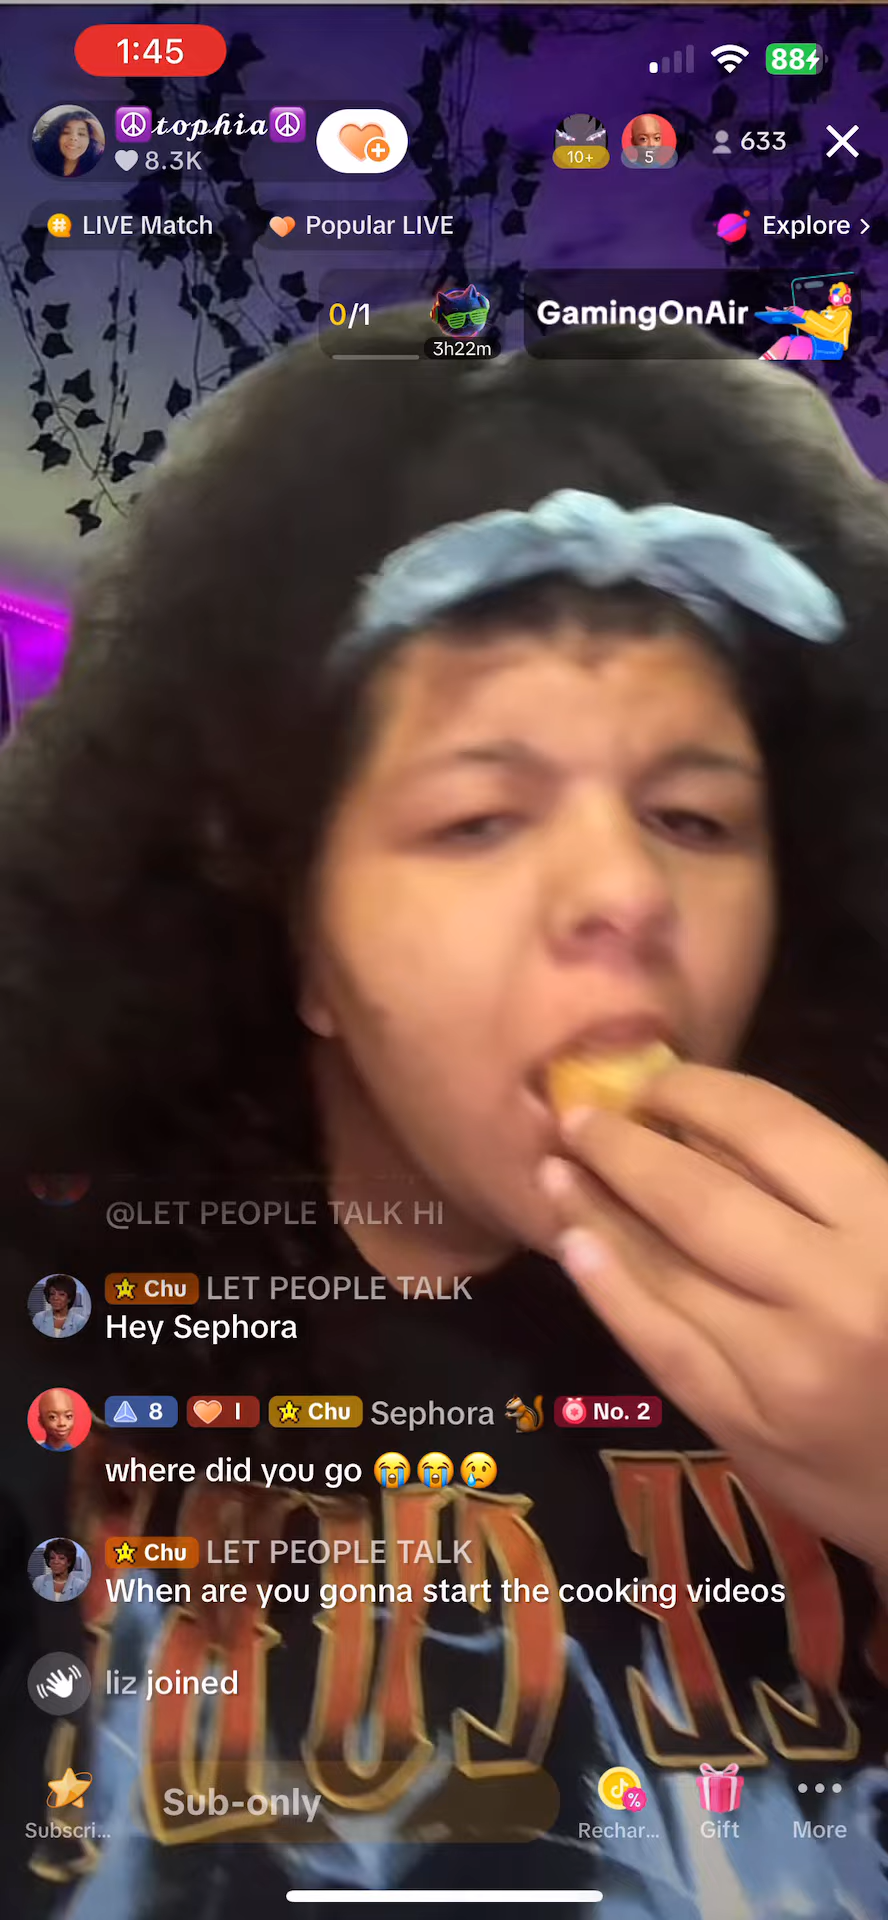 1:45
88
☮️tophia☮️
8.3K
10+
5
633
LIVE Match
Popular LIVE
Explore >
0/1
3h22m
GamingOnAir
@LET PEOPLE TALK HI
Chu LET PEOPLE TALK
Hey Sephora
8 I Chu Sephora 🐿️ No. 2
where did you go 😭😭😢
Chu LET PEOPLE TALK
When are you gonna start the cooking videos
liz joined
Sub-only
Subscri...
Rechar...
Gift
More